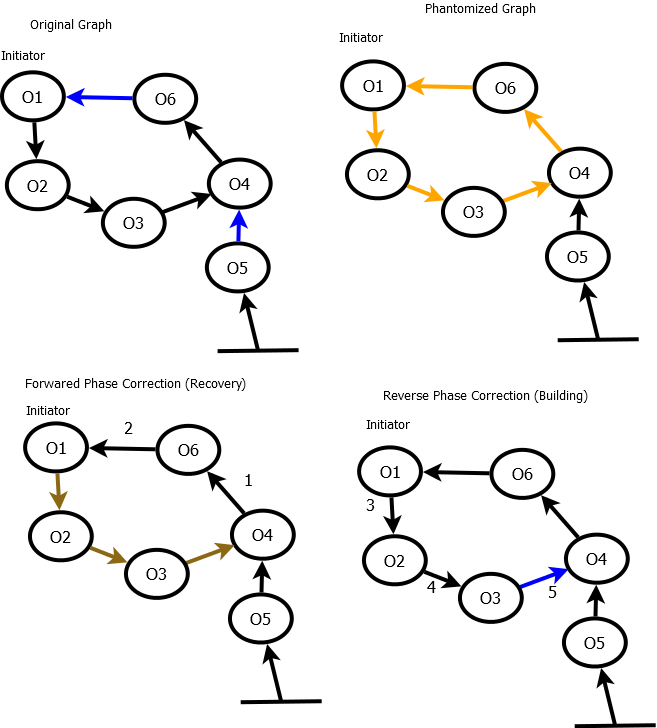 Original Graph
Initiator
O1
O6
O2
O4
O3
O5
Phantomized Graph
Initiator
O1
O6
O2
O4
O3
O5
Forwared Phase Correction (Recovery)
Initiator
2
O1
O6
1
O2
O4
O3
O5
Reverse Phase Correction (Building)
Initiator
O1
O6
3
O2
O4
4
5
O3
O5